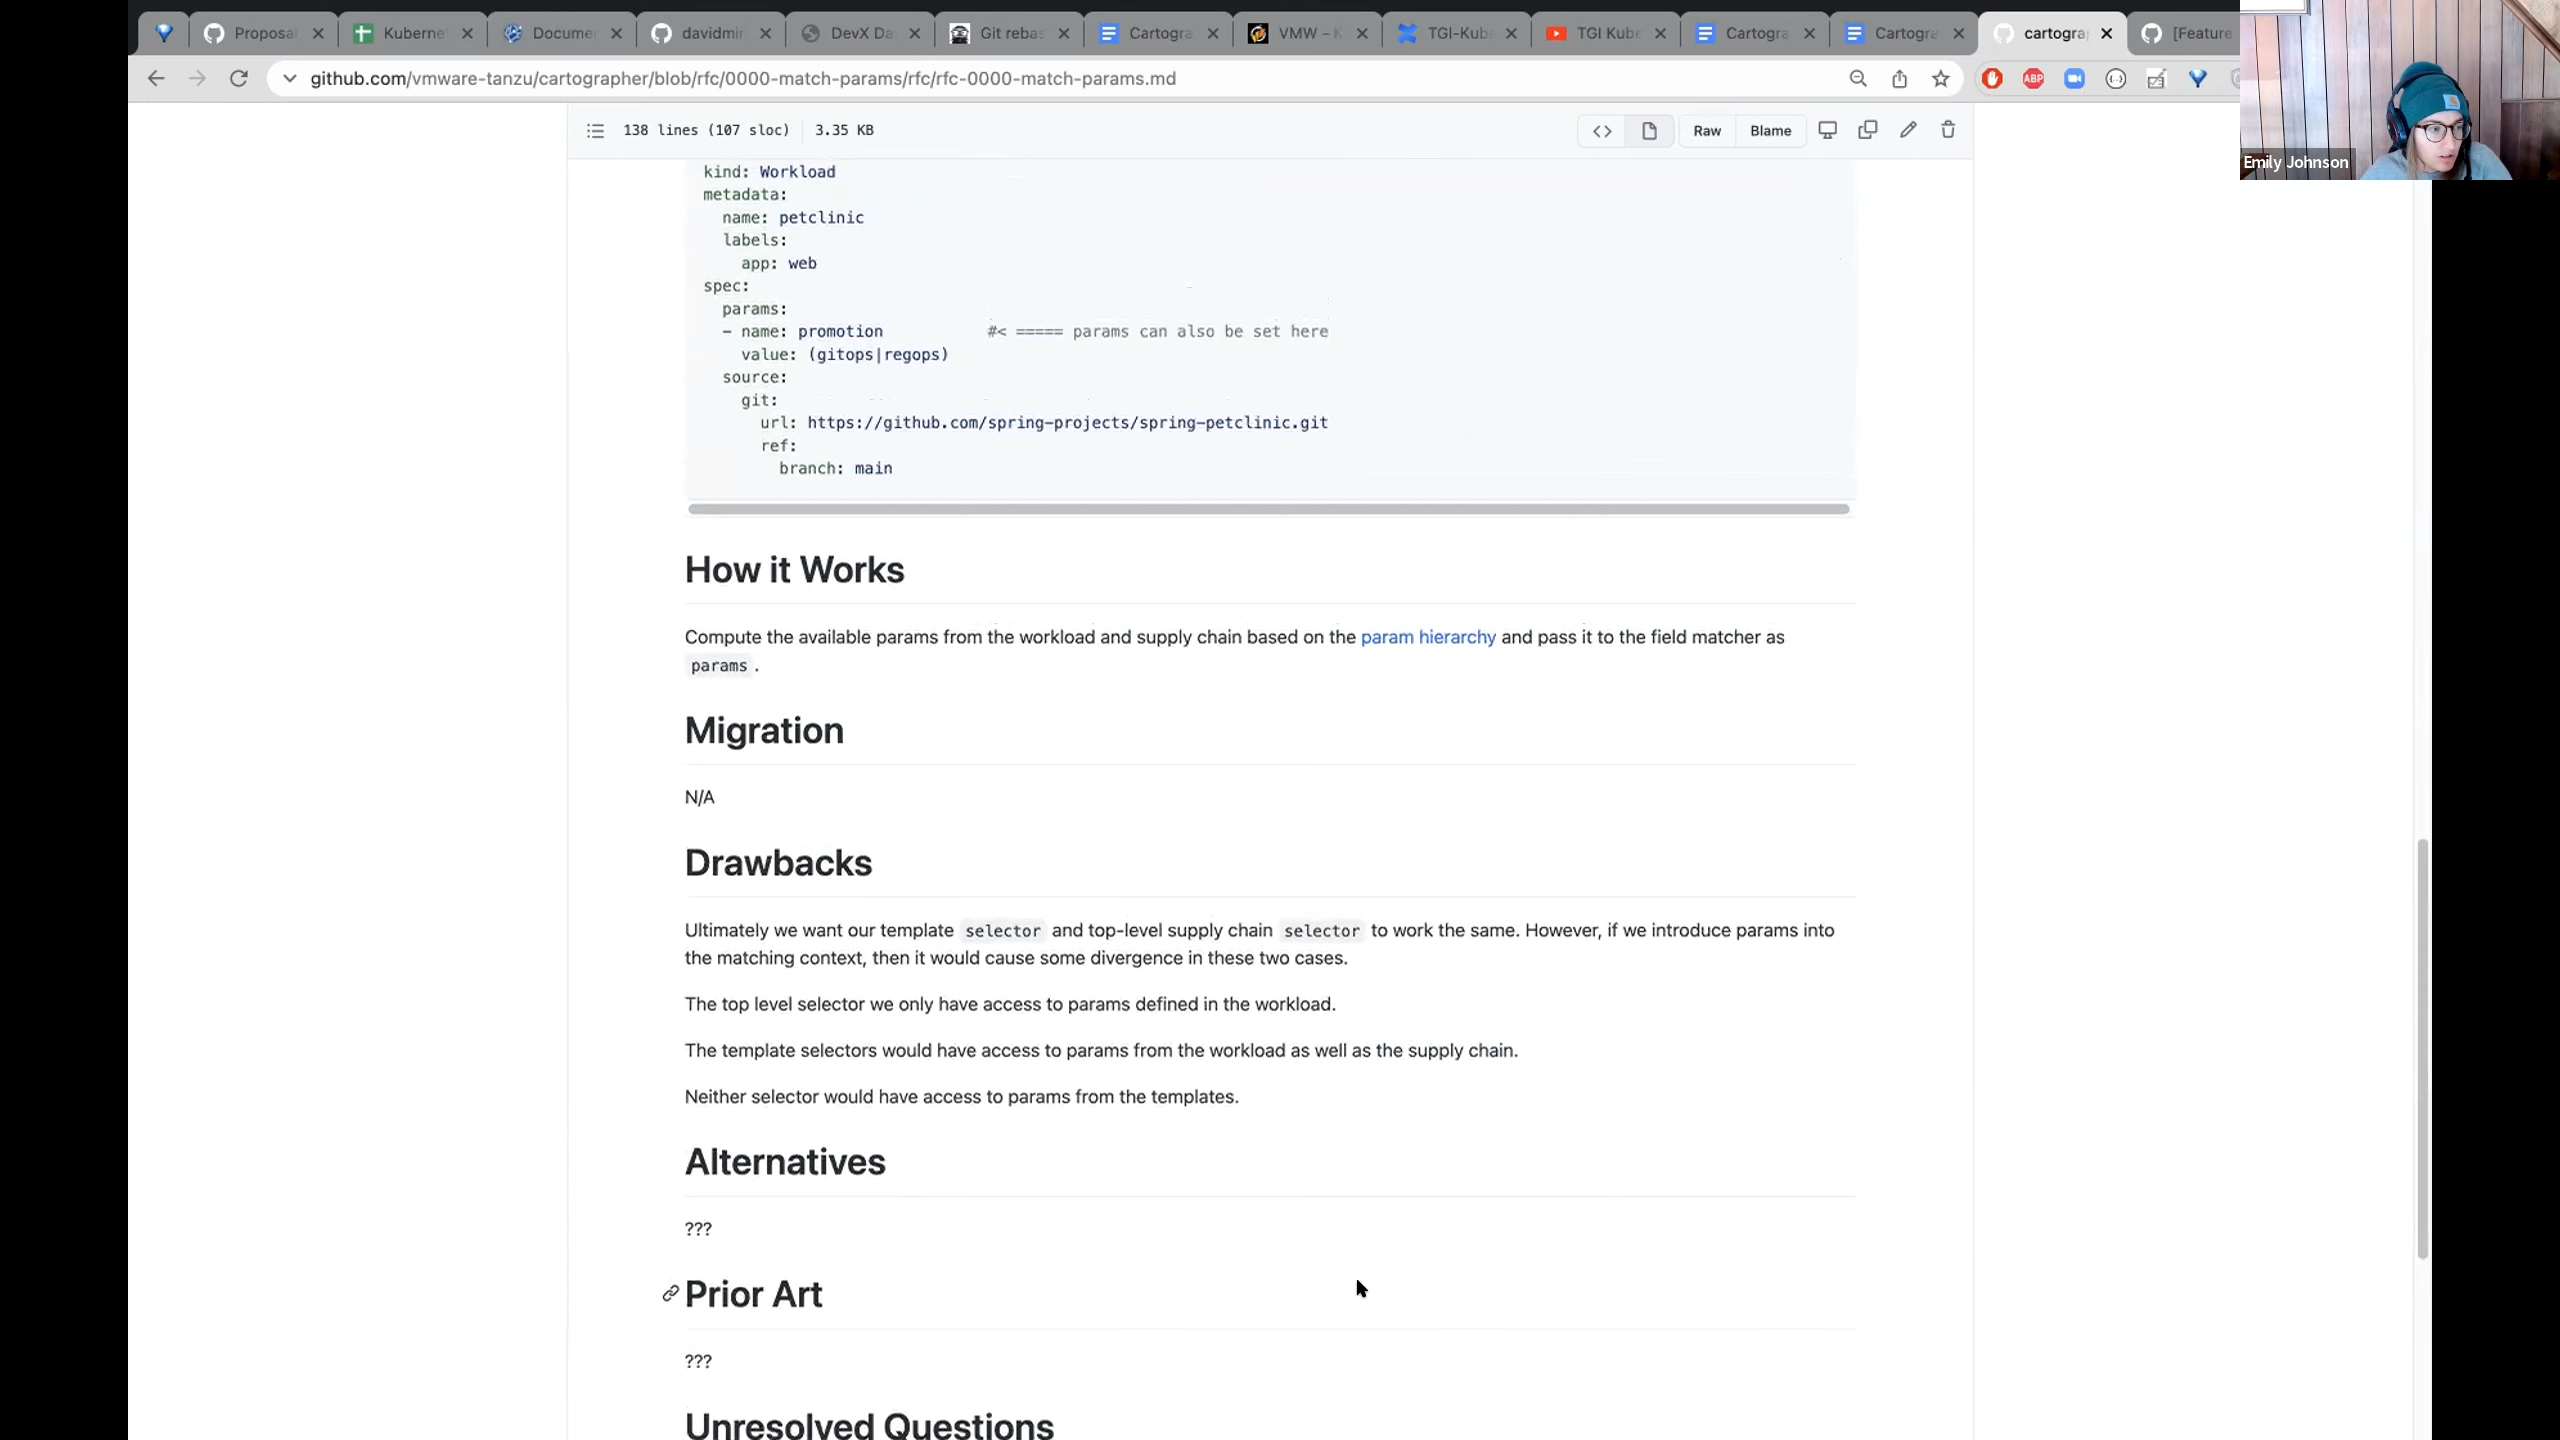 Proposal
Kuberne
Docume
davidmi
DevX Da
Git rebas
Cartogra
VMW – K
TGI-Kub
TGI Kube
Cartogra
Cartogra
cartogra
[Feature
github.com/vmware-tanzu/cartographer/blob/rfc/0000-match-params/rfc/rfc-0000-match-params.md
ABP
Emily Johnson
138 lines (107 sloc) 3.35 KB
Raw
Blame
kind: Workload
metadata:
name: petclinic
labels:
app: web
spec:
params:
- name: promotion #< ===== params can also be set here
value: (gitops|regops)
source:
git:
url: https://github.com/spring-projects/spring-petclinic.git
ref:
branch: main
How it Works
Compute the available params from the workload and supply chain based on the param hierarchy and pass it to the field matcher as
params .
Migration
N/A
Drawbacks
Ultimately we want our template selector and top-level supply chain selector to work the same. However, if we introduce params into
the matching context, then it would cause some divergence in these two cases.
The top level selector we only have access to params defined in the workload.
The template selectors would have access to params from the workload as well as the supply chain.
Neither selector would have access to params from the templates.
Alternatives
???
Prior Art
???
Unresolved Questions